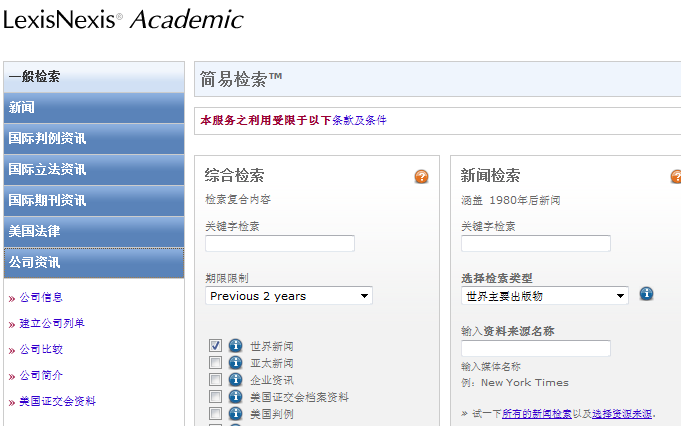 LexisNexis® Academic
一般检索
新闻
国际判例资讯
国际立法资讯
国际期刊资讯
美国法律
公司资讯
» 公司信息
» 建立公司列单
» 公司比较
» 公司简介
» 美国证交会资料
简易检索™
本服务之利用受限于以下条款及条件
综合检索
检索复合内容
关键字检索
期限限制
Previous 2 years
世界新闻
亚太新闻
企业资讯
美国证交会档案资料
美国判例
新闻检索
涵盖 1980年后新闻
关键字检索
选择检索类型
世界主要出版物
输入资料来源名称
输入媒体名称
例: New York Times
» 试一下所有的新闻检索以及选择资源来源.